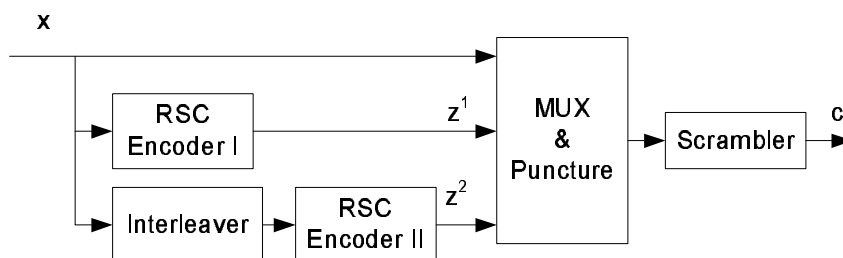 x
RSC
Encoder I
z¹
MUX
&
Puncture
Scrambler
c
Interleaver
RSC
Encoder II
z²